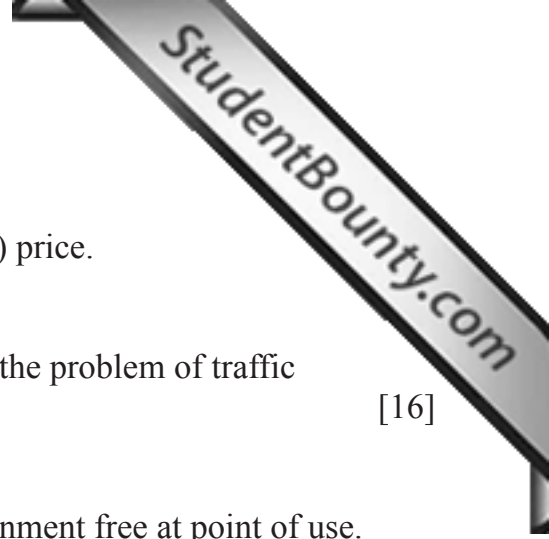 StudentBounty.com
) price.
the problem of traffic
[16]
nment free at point of use.